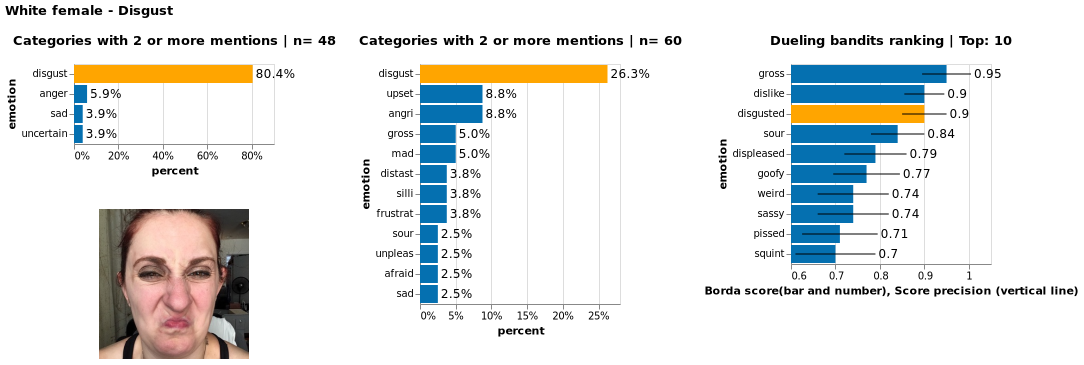 White female - Disgust
Categories with 2 or more mentions | n= 48
emotion
disgust 80.4%
anger 5.9%
sad 3.9%
uncertain 3.9%
0% 20% 40% 60% 80%
percent
Categories with 2 or more mentions | n= 60
emotion
disgust 26.3%
upset 8.8%
angri 8.8%
gross 5.0%
mad 5.0%
distast 3.8%
silli 3.8%
frustrat 3.8%
sour 2.5%
unpleas 2.5%
afraid 2.5%
sad 2.5%
0% 5% 10% 15% 20% 25%
percent
Dueling bandits ranking | Top: 10
emotion
gross 0.95
dislike 0.9
disgusted 0.9
sour 0.84
displeased 0.79
goofy 0.77
weird 0.74
sassy 0.74
pissed 0.71
squint 0.7
0.6 0.7 0.8 0.9 1
Borda score(bar and number), Score precision (vertical line)